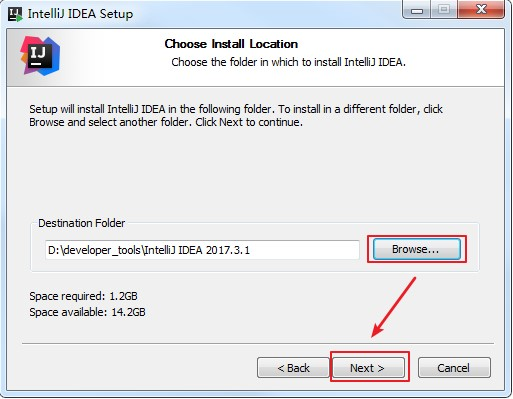 IntelliJ IDEA Setup
IJ
Choose Install Location
Choose the folder in which to install IntelliJ IDEA.
Setup will install IntelliJ IDEA in the following folder. To install in a different folder, click
Browse and select another folder. Click Next to continue.
Destination Folder
D:\developer_tools\IntelliJ IDEA 2017.3.1
Browse...
Space required: 1.2GB
Space available: 14.2GB
< Back
Next >
Cancel